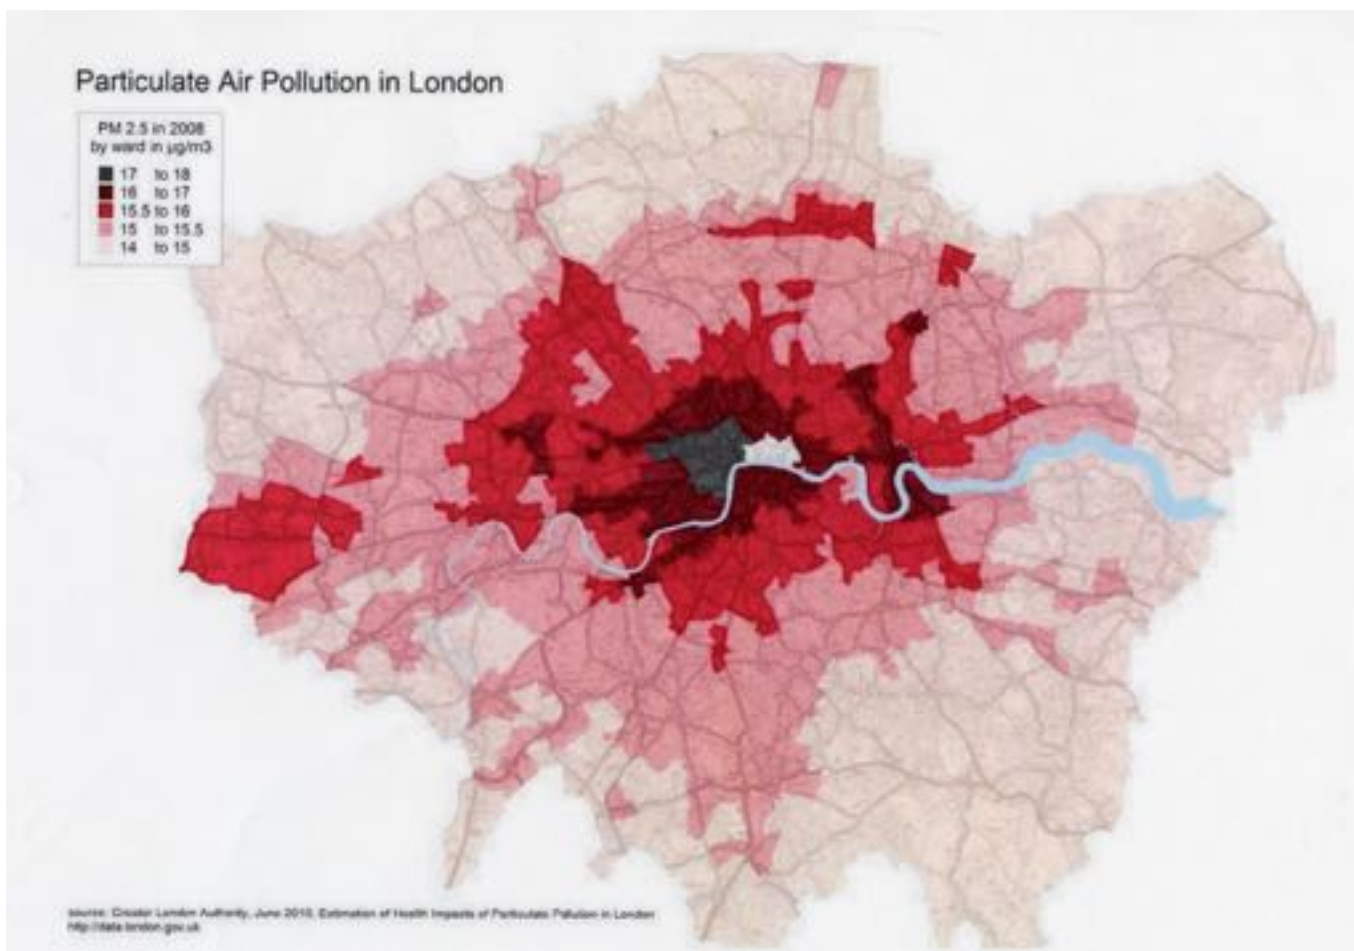 Particulate Air Pollution in London
PM 2.5 in 2008
by ward in µg/m3
17 to 18
16 to 17
15.5 to 16
15 to 15.5
14 to 15
source: Greater London Authority, June 2010, Estimation of Health Impacts of Particulate Pollution in London
http://data.london.gov.uk